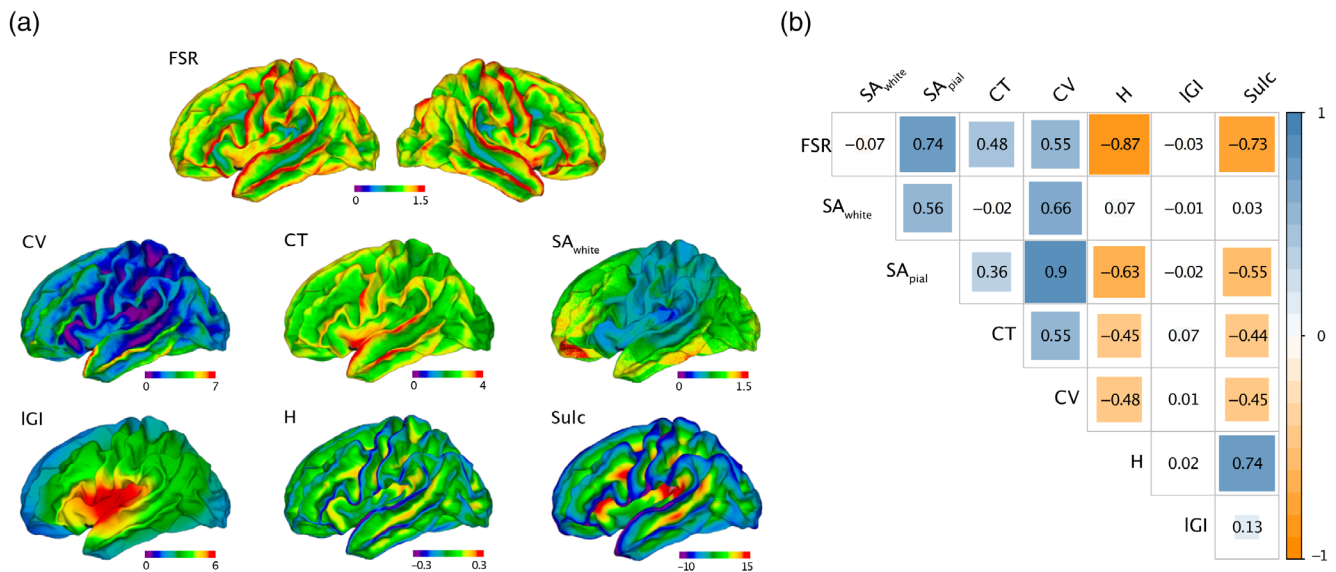 (a)
FSR
0 1.5
CV
0 7
CT
0 4
SAwhite
0 1.5
lGI
0 6
H
−0.3 0.3
Sulc
−10 15
(b)
SAwhite SApial CT CV H lGI Sulc
FSR −0.07 0.74 0.48 0.55 −0.87 −0.03 −0.73
SAwhite 0.56 −0.02 0.66 0.07 −0.01 0.03
SApial 0.36 0.9 −0.63 −0.02 −0.55
CT 0.55 −0.45 0.07 −0.44
CV −0.48 0.01 −0.45
H 0.02 0.74
lGI 0.13
1
0
−1